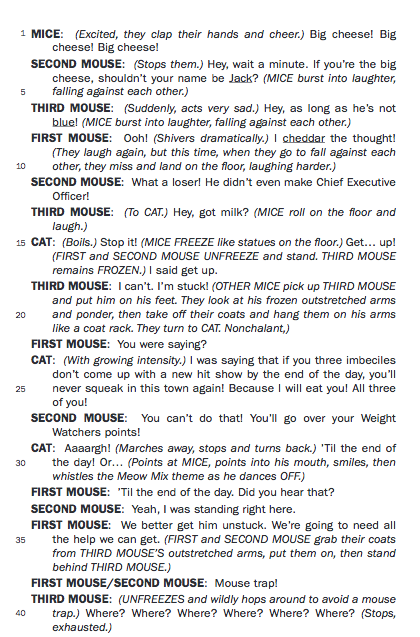 1 MICE: (Excited, they clap their hands and cheer.) Big cheese! Big
cheese! Big cheese!
SECOND MOUSE: (Stops them.) Hey, wait a minute. If you're the big
cheese, shouldn't your name be Jack? (MICE burst into laughter,
5 falling against each other.)
THIRD MOUSE: (Suddenly, acts very sad.) Hey, as long as he's not
blue! (MICE burst into laughter, falling against each other.)
FIRST MOUSE: Ooh! (Shivers dramatically.) I cheddar the thought!
(They laugh again, but this time, when they go to fall against each
10 other, they miss and land on the floor, laughing harder.)
SECOND MOUSE: What a loser! He didn't even make Chief Executive
Officer!
THIRD MOUSE: (To CAT.) Hey, got milk? (MICE roll on the floor and
laugh.)
15 CAT: (Boils.) Stop it! (MICE FREEZE like statues on the floor.) Get... up!
(FIRST and SECOND MOUSE UNFREEZE and stand. THIRD MOUSE
remains FROZEN.) I said get up.
THIRD MOUSE: I can't. I'm stuck! (OTHER MICE pick up THIRD MOUSE
and put him on his feet. They look at his frozen outstretched arms
20 and ponder, then take off their coats and hang them on his arms
like a coat rack. They turn to CAT. Nonchalant,)
FIRST MOUSE: You were saying?
CAT: (With growing intensity.) I was saying that if you three imbeciles
don't come up with a new hit show by the end of the day, you'll
25 never squeak in this town again! Because I will eat you! All three
of you!
SECOND MOUSE: You can't do that! You'll go over your Weight
Watchers points!
CAT: Aaaargh! (Marches away, stops and turns back.) 'Til the end of
30 the day! Or... (Points at MICE, points into his mouth, smiles, then
whistles the Meow Mix theme as he dances OFF.)
FIRST MOUSE: 'Til the end of the day. Did you hear that?
SECOND MOUSE: Yeah, I was standing right here.
FIRST MOUSE: We better get him unstuck. We're going to need all
35 the help we can get. (FIRST and SECOND MOUSE grab their coats
from THIRD MOUSE'S outstretched arms, put them on, then stand
behind THIRD MOUSE.)
FIRST MOUSE/SECOND MOUSE: Mouse trap!
THIRD MOUSE: (UNFREEZES and wildly hops around to avoid a mouse
40 trap.) Where? Where? Where? Where? Where? Where? (Stops,
exhausted.)